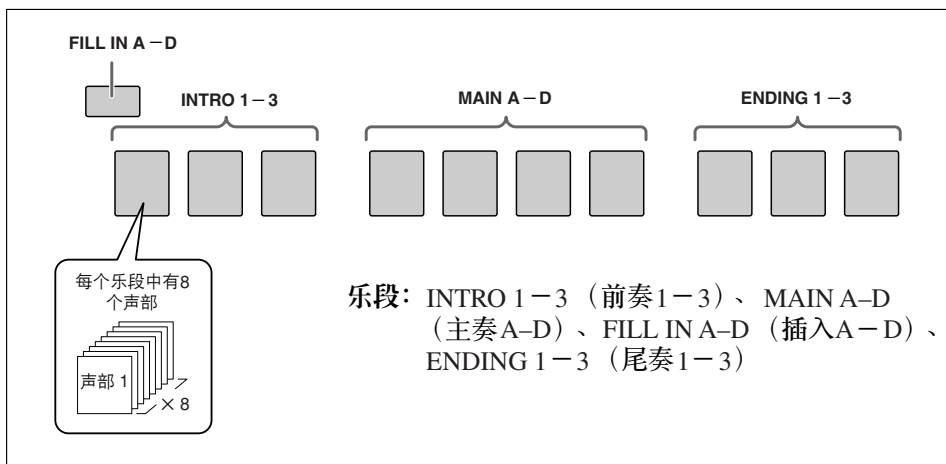 FILL IN A－D
INTRO 1－3
MAIN A－D
ENDING 1－3
每个乐段中有8
个声部
声部 1
× 8
乐段：INTRO 1－3（前奏1－3）、MAIN A–D
（主奏A–D）、FILL IN A–D（插入A－D）、
ENDING 1－3（尾奏1－3）